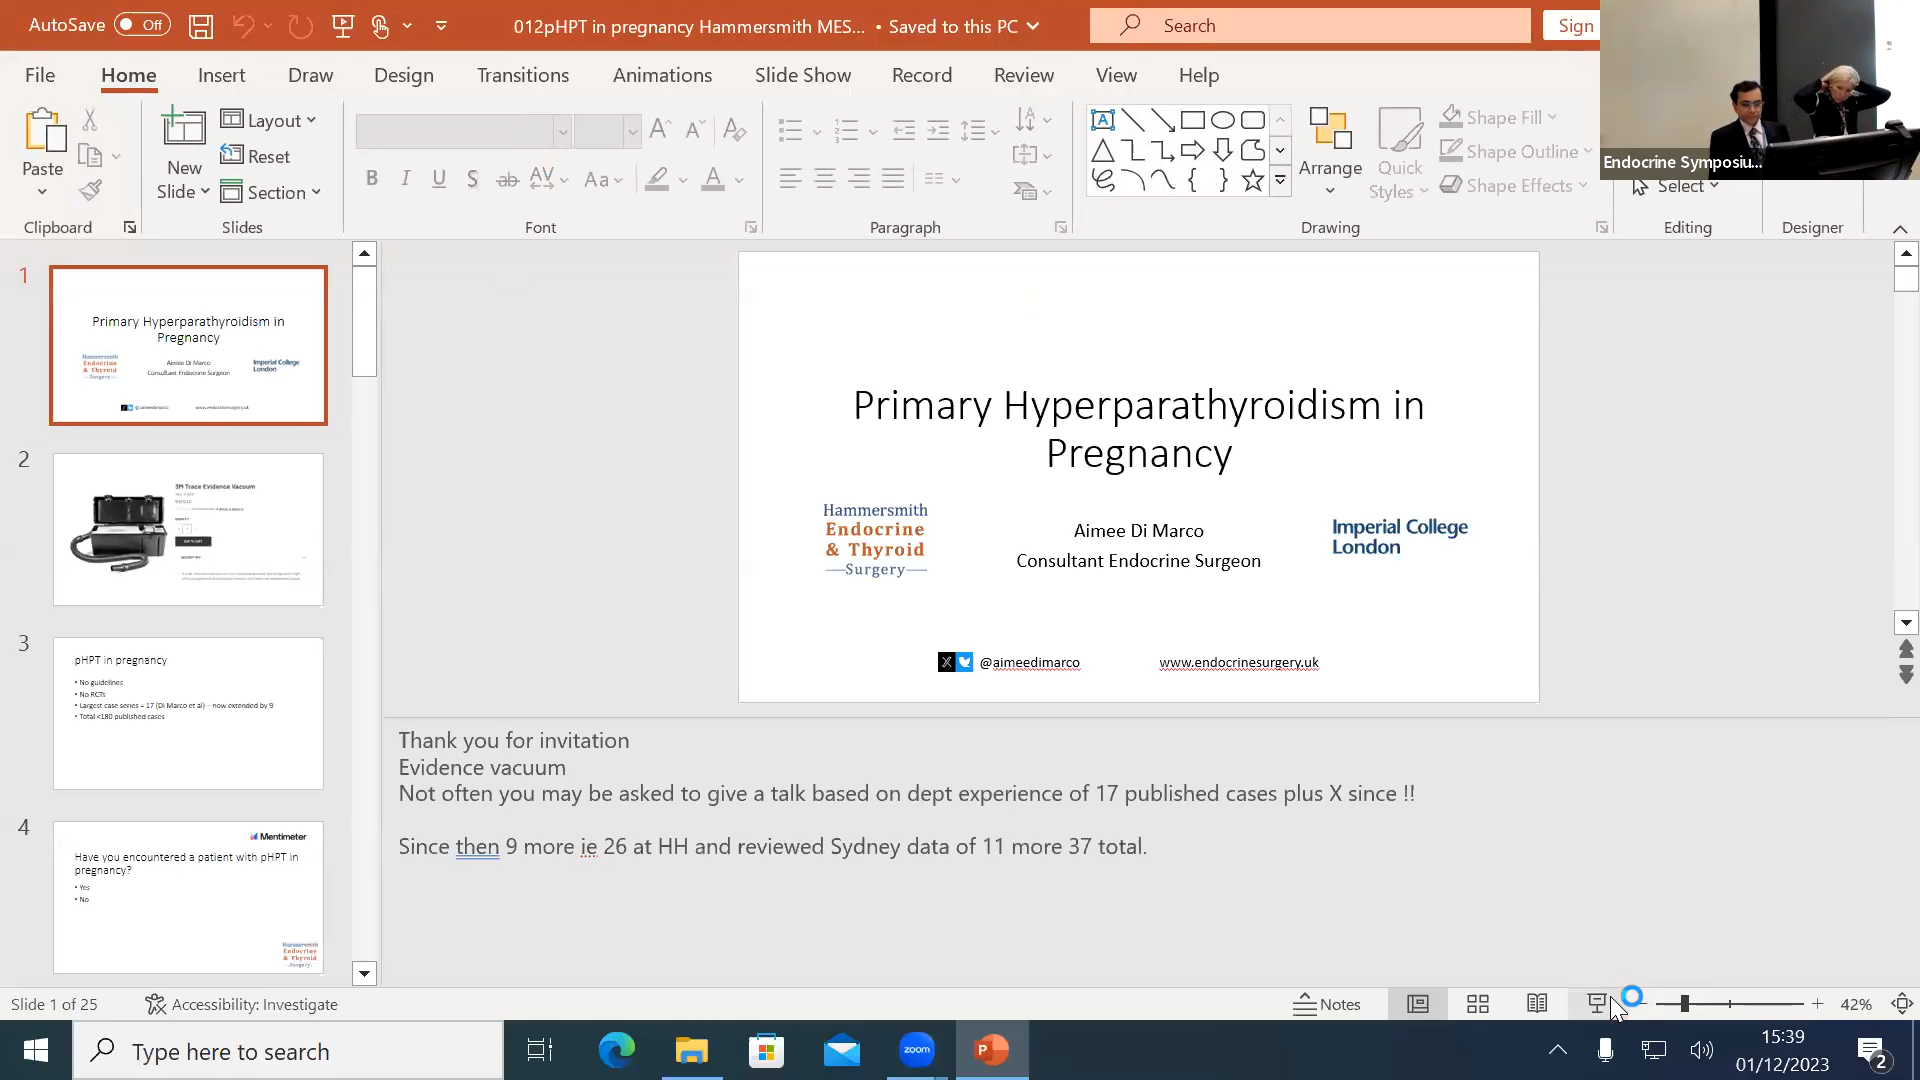 AutoSave Off
012pHPT in pregnancy Hammersmith MES... • Saved to this PC
Search
Sign
File Home Insert Draw Design Transitions Animations Slide Show Record Review View Help
Paste
New Slide
Layout
Reset
Section
B I U S ab AV Aa A
Arrange
Quick Styles
Shape Fill
Shape Outline
Shape Effects
Select
Endocrine Symposiu...
Clipboard Slides Font Paragraph Drawing Editing Designer
1
Primary Hyperparathyroidism in
Pregnancy
Hammersmith
Endocrine
& Thyroid
Surgery
Aimee Di Marco
Consultant Endocrine Surgeon
Imperial College
London
@aimeedimarco
www.endocrinesurgery.uk
2
3M Trace Evidence Vacuum
3
pHPT in pregnancy
• No guidelines
• No RCTs
• Largest case series = 17 (Di Marco et al) – now extended by 9
• Total <180 published cases
4
Mentimeter
Have you encountered a patient with pHPT in
pregnancy?
• Yes
• No
Hammersmith
Endocrine
& Thyroid
Surgery
Primary Hyperparathyroidism in
Pregnancy
Hammersmith
Endocrine
& Thyroid
Surgery
Aimee Di Marco
Consultant Endocrine Surgeon
Imperial College
London
@aimeedimarco
www.endocrinesurgery.uk
Thank you for invitation
Evidence vacuum
Not often you may be asked to give a talk based on dept experience of 17 published cases plus X since !!
Since then 9 more ie 26 at HH and reviewed Sydney data of 11 more 37 total.
Slide 1 of 25
Accessibility: Investigate
Notes
42%
Type here to search
zoom
15:39
01/12/2023
2